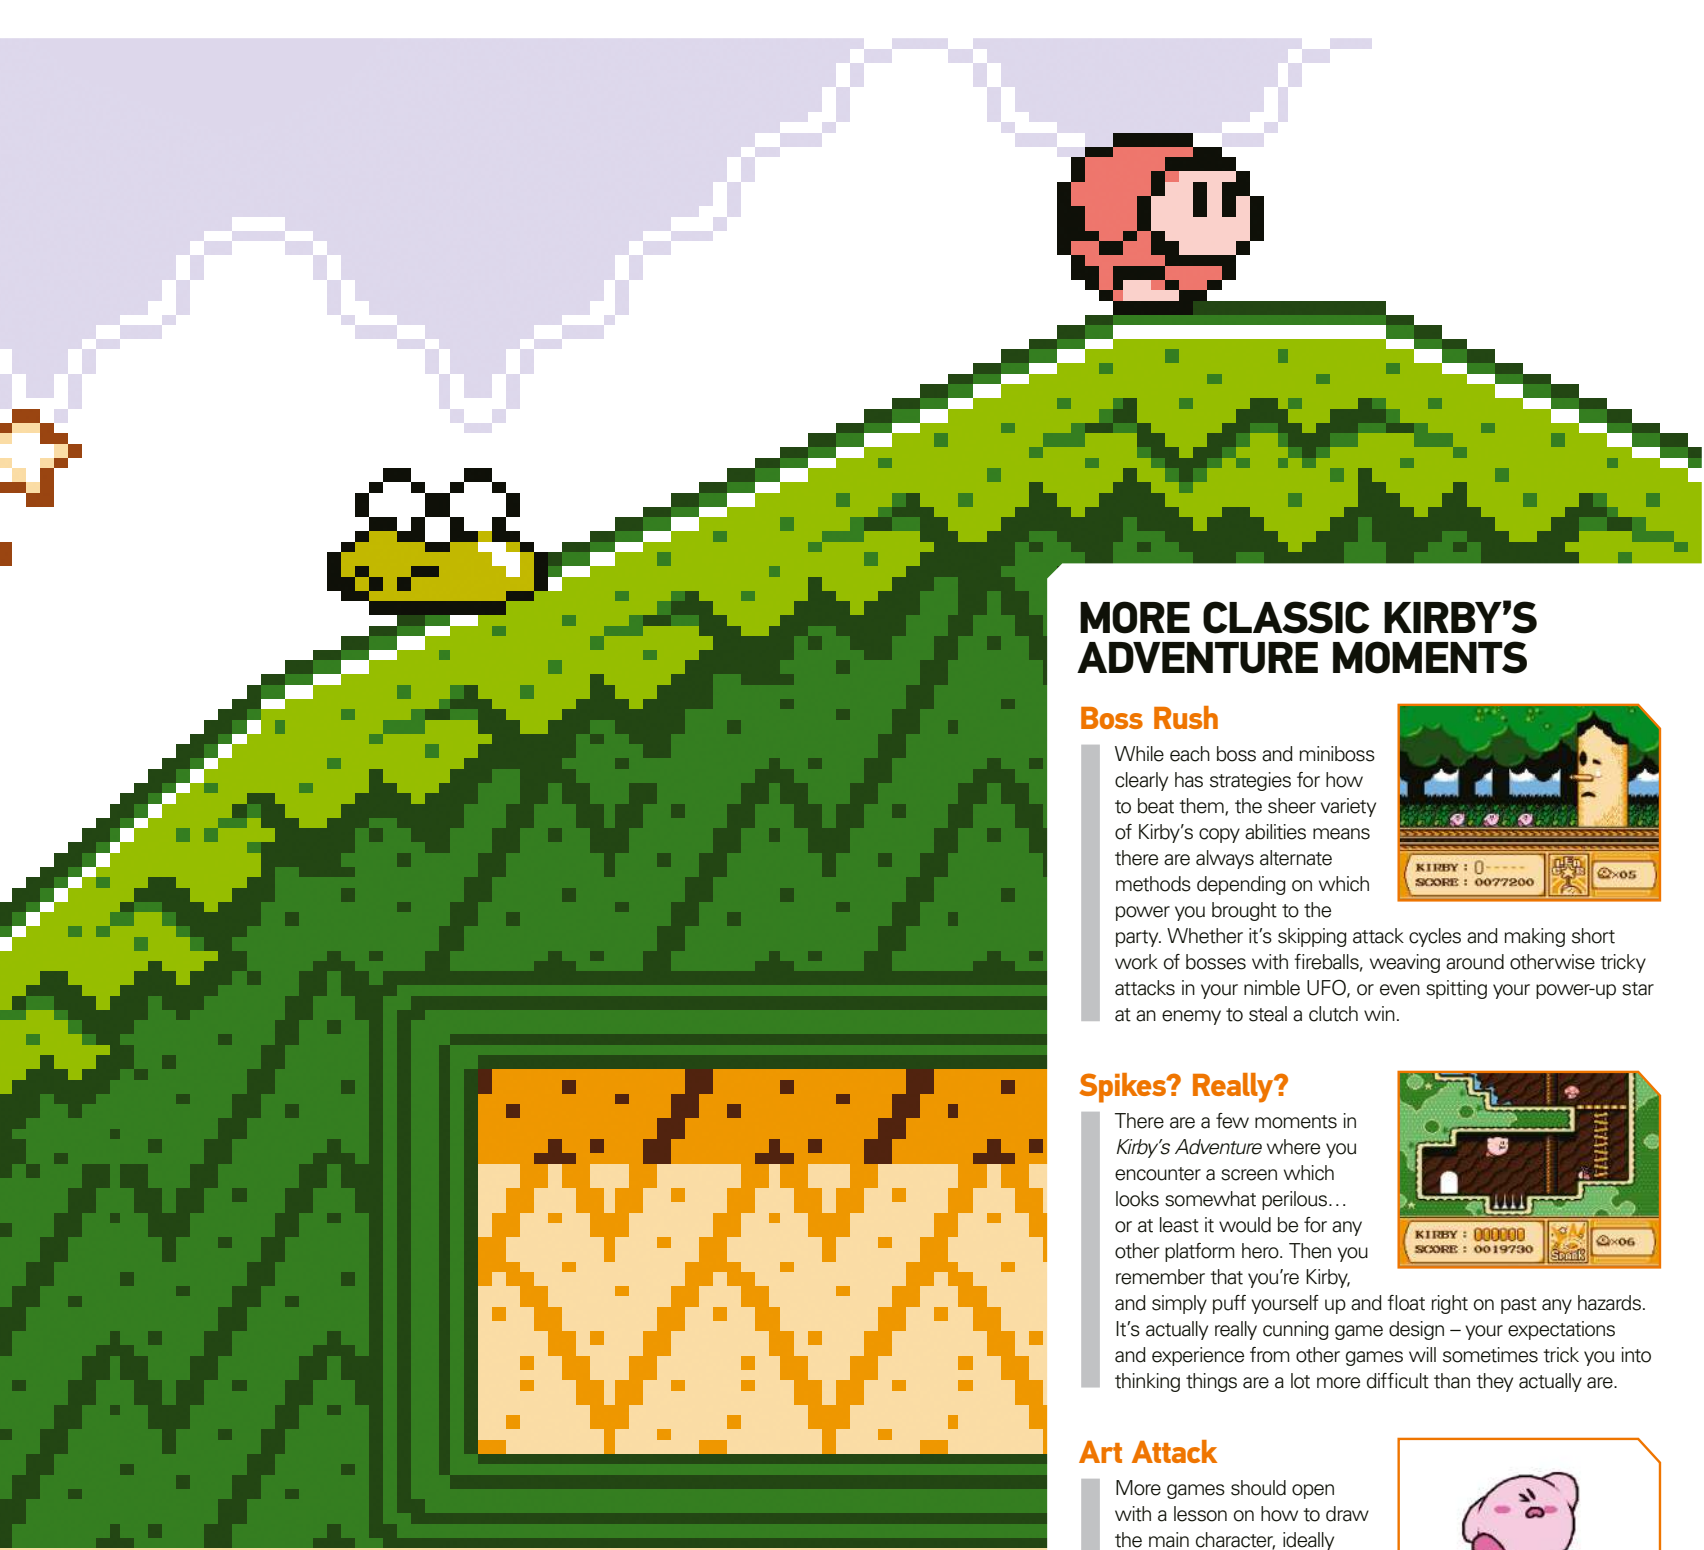 MORE CLASSIC KIRBY’S
ADVENTURE MOMENTS
Boss Rush
While each boss and miniboss
clearly has strategies for how
to beat them, the sheer variety
of Kirby’s copy abilities means
there are always alternate
methods depending on which
power you brought to the
party. Whether it’s skipping attack cycles and making short
work of bosses with fireballs, weaving around otherwise tricky
attacks in your nimble UFO, or even spitting your power-up star
at an enemy to steal a clutch win.
KIRBY :
SCORE : 0077200
×05
Spikes? Really?
There are a few moments in
Kirby’s Adventure where you
encounter a screen which
looks somewhat perilous…
or at least it would be for any
other platform hero. Then you
remember that you’re Kirby,
and simply puff yourself up and float right on past any hazards.
It’s actually really cunning game design – your expectations
and experience from other games will sometimes trick you into
thinking things are a lot more difficult than they actually are.
KIRBY :
SCORE : 0019730
SPARK
×06
Art Attack
More games should open
with a lesson on how to draw
the main character, ideally